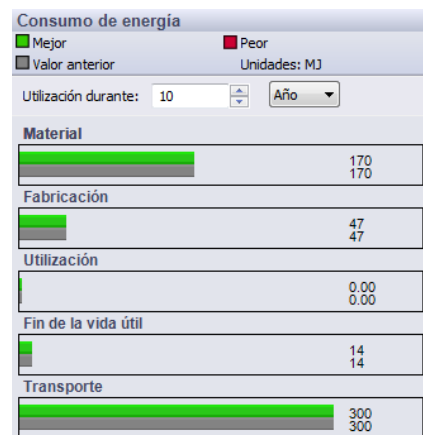 Consumo de energía
Mejor Peor
Valor anterior Unidades: MJ
Utilización durante: 10 Año
Material
170
170
Fabricación
47
47
Utilización
0.00
0.00
Fin de la vida útil
14
14
Transporte
300
300